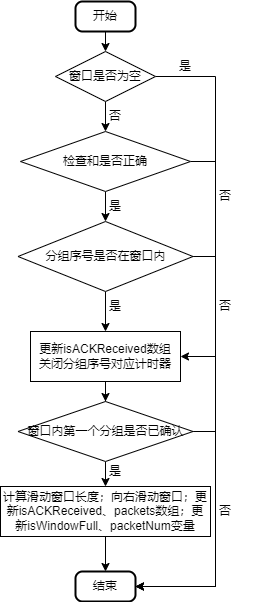 开始
窗口是否为空
是
否
检查和是否正确
是
否
分组序号是否在窗口内
是
否
更新isACKReceived数组
关闭分组序号对应计时器
窗口内第一个分组是否已确认
是
否
计算滑动窗口长度；向右滑动窗口；更
新isACKReceived、packets数组；更
新isWindowFull、packetNum变量
结束